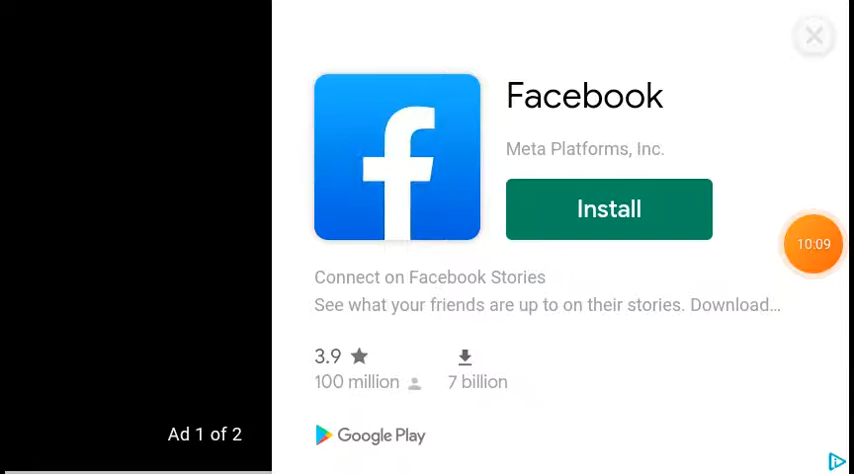 Facebook
Meta Platforms, Inc.
Install
10:09
Connect on Facebook Stories
See what your friends are up to on their stories. Download...
3.9
100 million
7 billion
Ad 1 of 2
Google Play